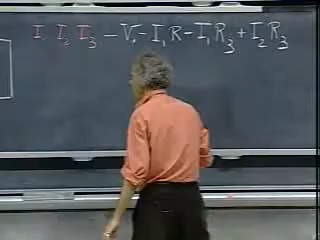 I₁ I₂ I₃ − V₁ − I₁R − I₁R₃ + I₂R₃